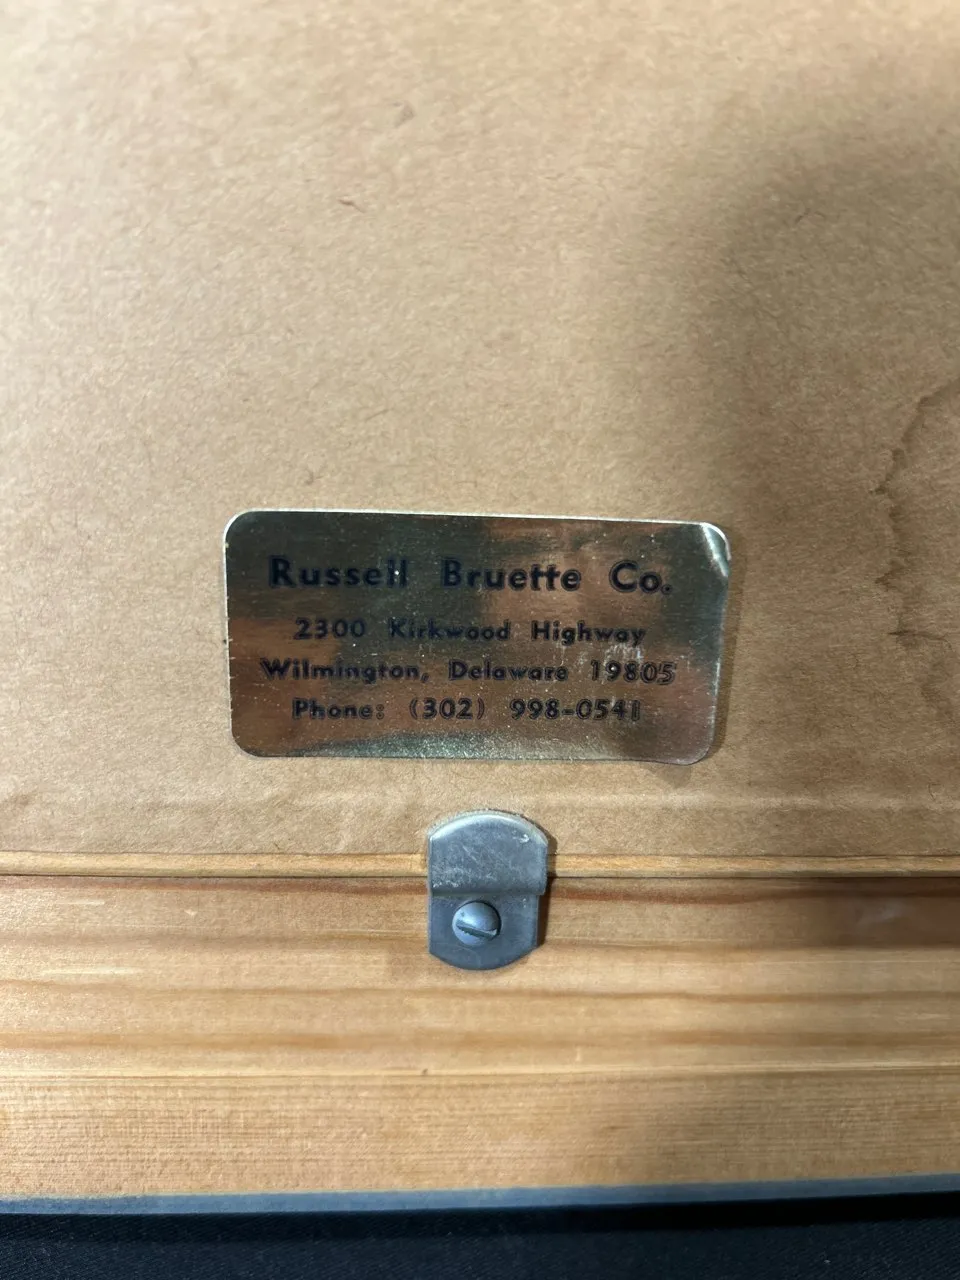 Russell Bruette Co.
2300 Kirkwood Highway
Wilmington, Delaware 19805
Phone: (302) 998-0541